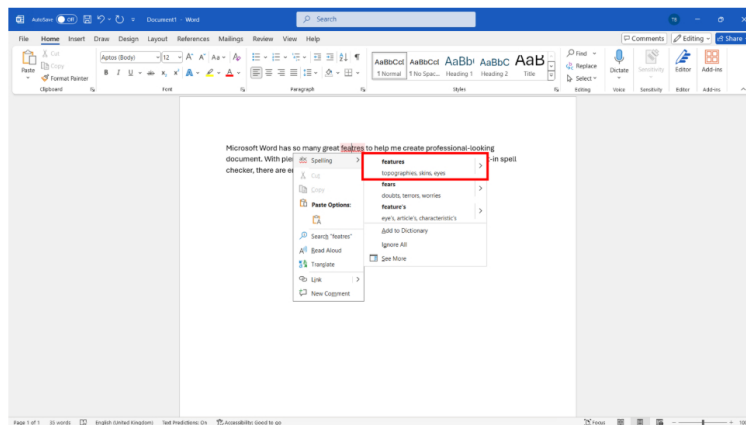 AutoSave Off Document1 - Word Search
File Home Insert Draw Design Layout References Mailings Review View Help Comments Editing Share
Paste Cut Copy Format Painter
Aptos (Body) 12
AaBbCcI AaBbCcI AaBb( AaBbC AaB
1 Normal 1 No Spac... Heading 1 Heading 2 Title
Find Replace Select
Dictate Sensitivity Editor Add-ins
Clipboard Font Paragraph Styles Editing Voice Sensitivity Editor Add-ins
Microsoft Word has so many great featres to help me create professional-looking
document. With -in spell
checker, there are
Spelling
Cut
Copy
Paste Options:
Search "featres"
Read Aloud
Translate
Link
New Comment
features
topographies, skins, eyes
fears
doubts, terrors, worries
feature's
eye's, article's, characteristic's
Add to Dictionary
Ignore All
See More
Page 1 of 1 35 words English (United Kingdom) Text Predictions: On Accessibility: Good to go Focus